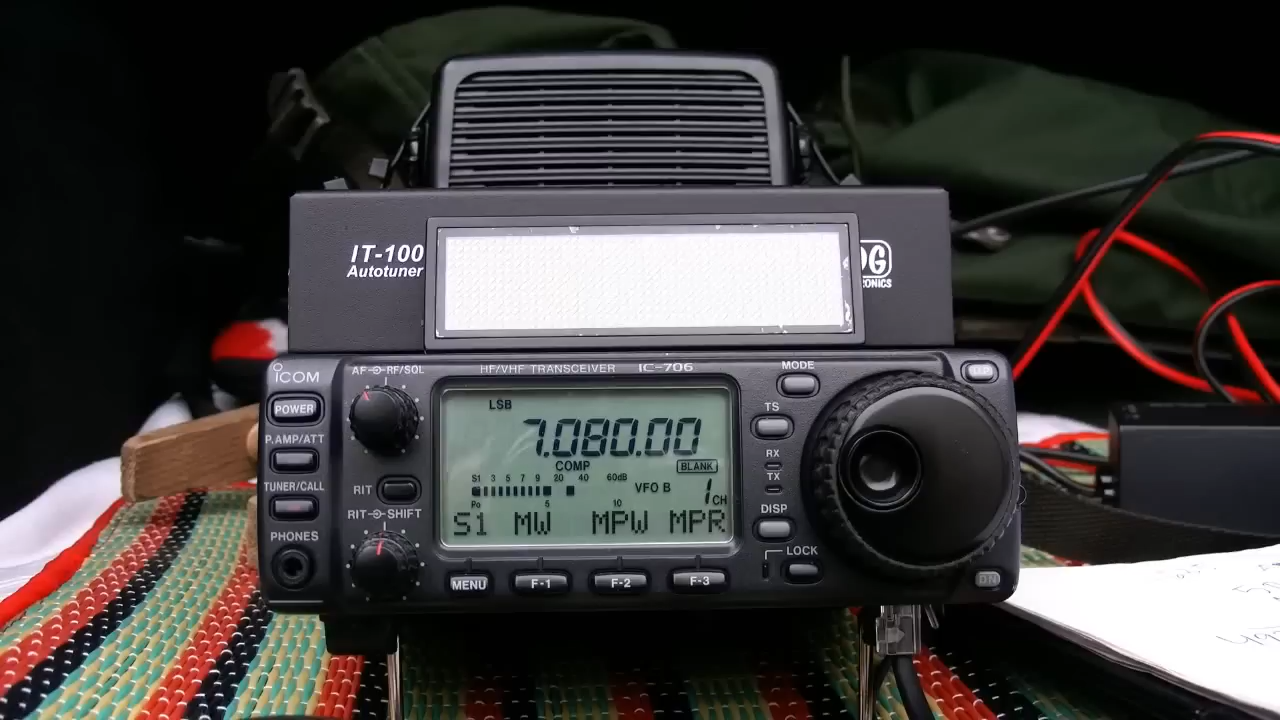 IT-100
Autotuner
ICOM
AF RF/SQL
HF/VHF TRANSCEIVER IC-706
MODE
POWER
LSB
TS
7.080.00
P.AMP/ATT
COMP
BLANK
RX
S1 3 5 7 9 20 40 60dB
TX
TUNER/CALL
RIT
VFO B
1CH
Po 5 10
DISP
RIT SHIFT
S1 MW MPW MPR
PHONES
LOCK
MENU F-1 F-2 F-3
DN